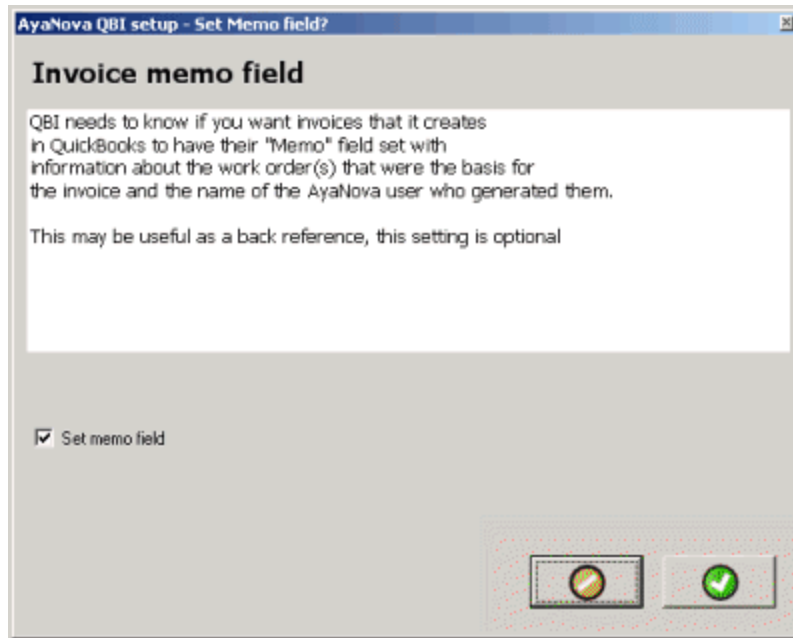 AyaNova QBI setup - Set Memo field?
Invoice memo field
QBI needs to know if you want invoices that it creates
in QuickBooks to have their "Memo" field set with
information about the work order(s) that were the basis for
the invoice and the name of the AyaNova user who generated them.
This may be useful as a back reference, this setting is optional
Set memo field